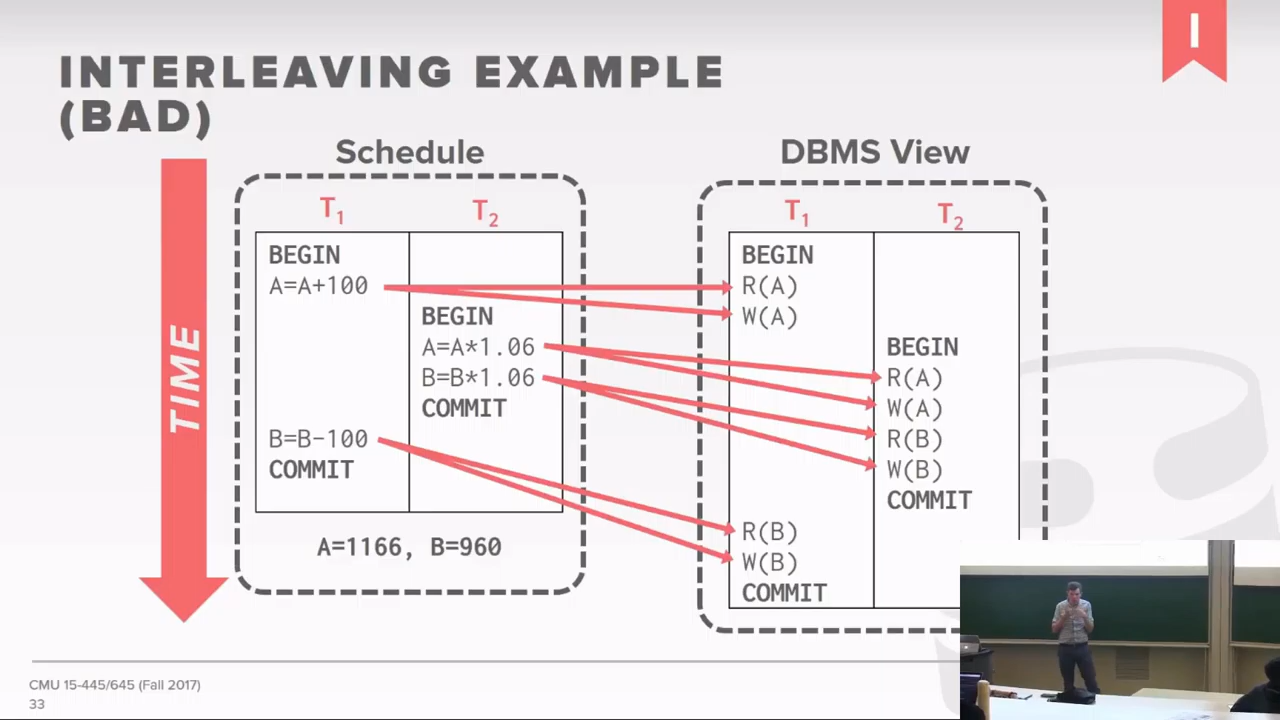 I
INTERLEAVING EXAMPLE
(BAD)
Schedule
DBMS View
TIME
T1
T2
BEGIN
A=A+100
BEGIN
A=A*1.06
B=B*1.06
COMMIT
B=B-100
COMMIT
A=1166, B=960
T1
T2
BEGIN
R(A)
W(A)
BEGIN
R(A)
W(A)
R(B)
W(B)
COMMIT
R(B)
W(B)
COMMIT
CMU 15-445/645 (Fall 2017)
33